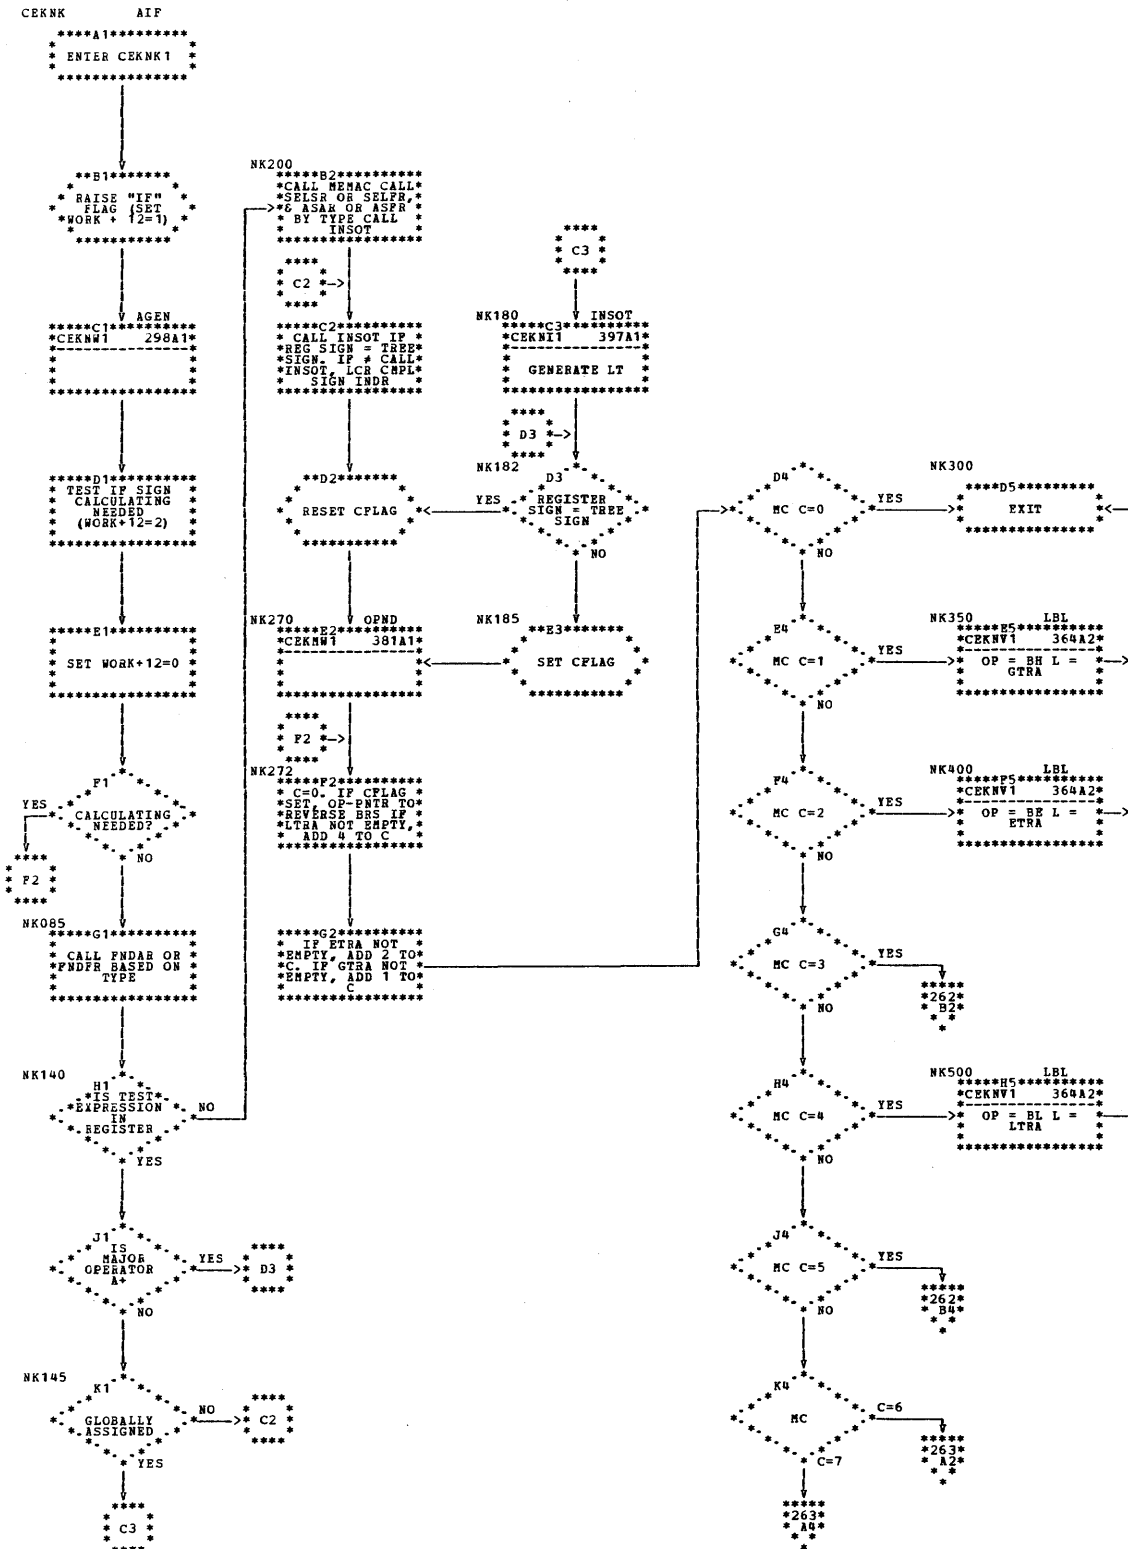 CEKNK AIF
****A1*********
ENTER CEKNK1
**B1*******
RAISE "IF"
FLAG (SET
*WORK + 12=1)*
AGEN
*****C1**********
*CEKNW1 298A1*
*****D1**********
TEST IF SIGN
CALCULATING
NEEDED
(WORK+12=2)
*****E1**********
SET WORK+12=0
F1
CALCULATING
NEEDED?
YES
NO
F2
NK085
*****G1**********
CALL FNDAR OR
*FNDFR BASED ON*
TYPE
NK140
H1
*IS TEST*
*EXPRESSION*
IN
REGISTER
NO
YES
J1
IS
MAJOR
OPERATOR
A+
YES
D3
NO
NK145
K1
GLOBALLY
ASSIGNED
NO
C2
YES
C3
NK200
*****B2**********
*CALL MEMAC CALL*
*SELSR OR SELFR,*
*& ASAR OR ASFR*
BY TYPE CALL
INSOT
C2
*****C2**********
CALL INSOT IF
*REG SIGN = TREE*
*SIGN. IF ≠ CALL*
*INSOT, LCR CMPL*
SIGN INDR
**D2*******
RESET CFLAG
NK270 OPND
*****E2**********
*CEKMW1 381A1*
F2
NK272
*****F2**********
C=0. IF CFLAG
*SET, OP-PNTR TO*
*REVERSE BRS IF*
*LTRA NOT EMPTY,*
ADD 4 TO C
*****G2**********
IF ETRA NOT
*EMPTY, ADD 2 TO*
*C. IF GTRA NOT*
*EMPTY, ADD 1 TO*
C
C3
NK180 INSOT
*****C3**********
*CEKNI1 397A1*
GENERATE LT
D3
NK182
D3
REGISTER
SIGN = TREE
SIGN
YES
NO
NK185
**E3*******
SET CFLAG
D4
MC C=0
YES
NO
E4
MC C=1
YES
NO
F4
MC C=2
YES
NO
G4
MC C=3
YES
*262*
B2*
NO
H4
MC C=4
YES
NO
J4
MC C=5
YES
*262*
B4*
NO
K4
MC
C=6
*263*
A2*
C=7
*263*
A4*
NK300
****D5*********
EXIT
NK350 LBL
*****E5**********
*CEKNV1 364A2*
OP = BH L =
GTRA
NK400 LBL
*****F5**********
*CEKNV1 364A2*
OP = BE L =
ETRA
NK500 LBL
*****H5**********
*CEKNV1 364A2*
OP = BL L =
LTRA